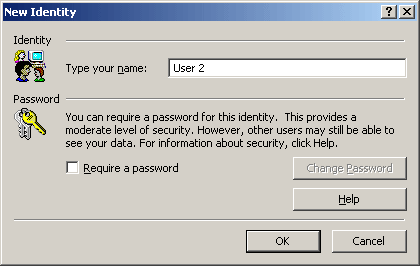 New Identity
Identity
Type your name: User 2
Password
You can require a password for this identity. This provides a
moderate level of security. However, other users may still be able to
see your data. For information about security, click Help.
Require a password
Change Password
Help
OK Cancel